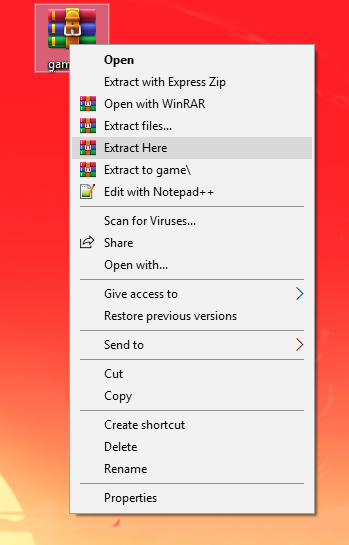 Open
Extract with Express Zip
Open with WinRAR
Extract files...
Extract Here
Extract to game\
Edit with Notepad++
Scan for Viruses...
Share
Open with...
Give access to
Restore previous versions
Send to
Cut
Copy
Create shortcut
Delete
Rename
Properties